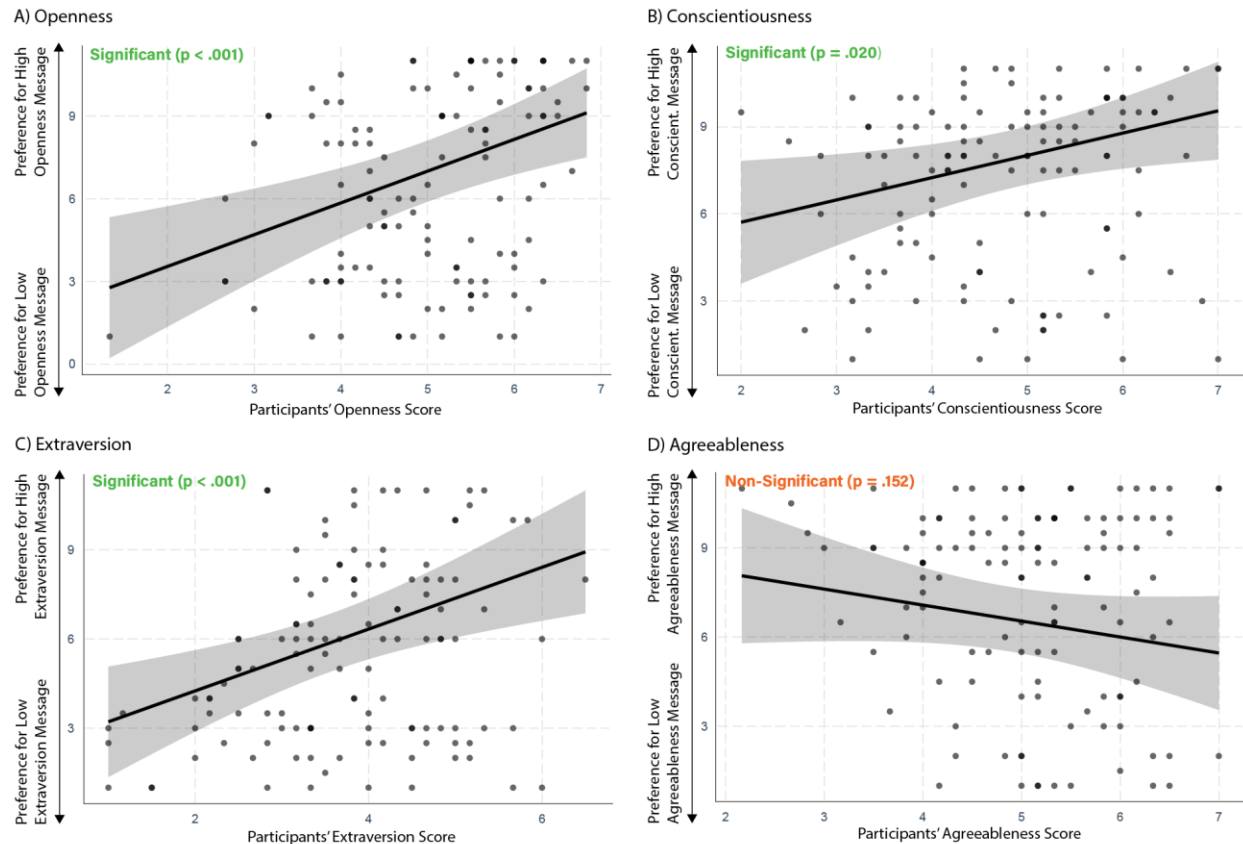 A) Openness
Significant (p < .001)
Preference for High
Openness Message
Preference for Low
Openness Message
9
6
3
0
2 3 4 5 6 7
Participants' Openness Score
B) Conscientiousness
Significant (p = .020)
Preference for High
Conscient. Message
Preference for Low
Conscient. Message
9
6
3
2 3 4 5 6 7
Participants' Conscientiousness Score
C) Extraversion
Significant (p < .001)
Preference for High
Extraversion Message
Preference for Low
Extraversion Message
9
6
3
2 4 6
Participants' Extraversion Score
D) Agreeableness
Non-Significant (p = .152)
Preference for High
Agreeableness Message
Preference for Low
Agreeableness Message
9
6
3
2 3 4 5 6 7
Participants' Agreeableness Score